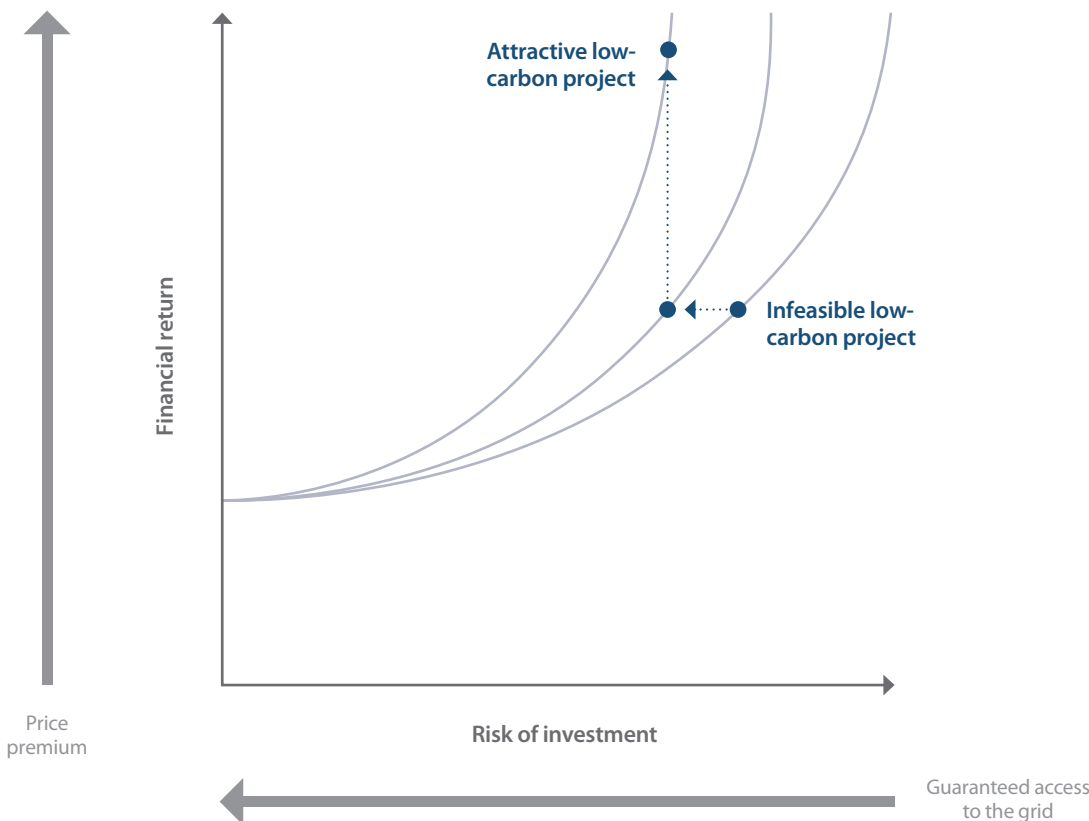 Attractive low-
carbon project
Infeasible low-
carbon project
Financial return
Price
premium
Risk of investment
Guaranteed access
to the grid